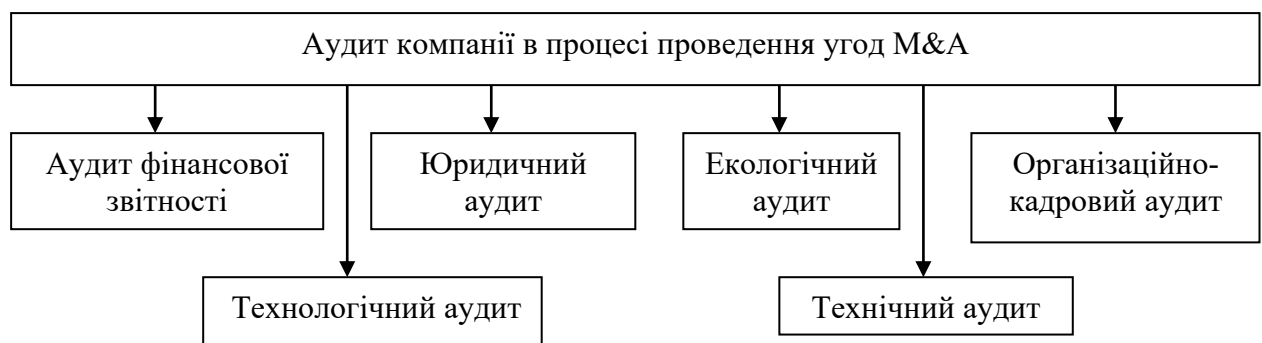 Аудит компанії в процесі проведення угод M&A
Аудит фінансової
звітності
Юридичний
аудит
Екологічний
аудит
Організаційно-
кадровий аудит
Технологічний аудит
Технічний аудит